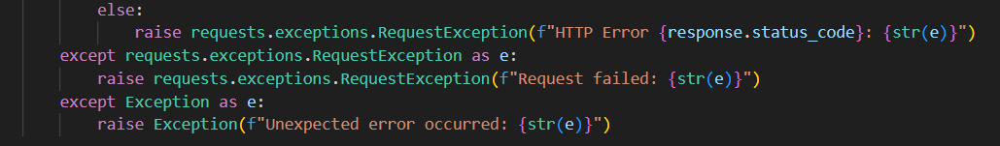 else:
raise requests.exceptions.RequestException(f"HTTP Error {response.status_code}: {str(e)}")
except requests.exceptions.RequestException as e:
raise requests.exceptions.RequestException(f"Request failed: {str(e)}")
except Exception as e:
raise Exception(f"Unexpected error occurred: {str(e)}")